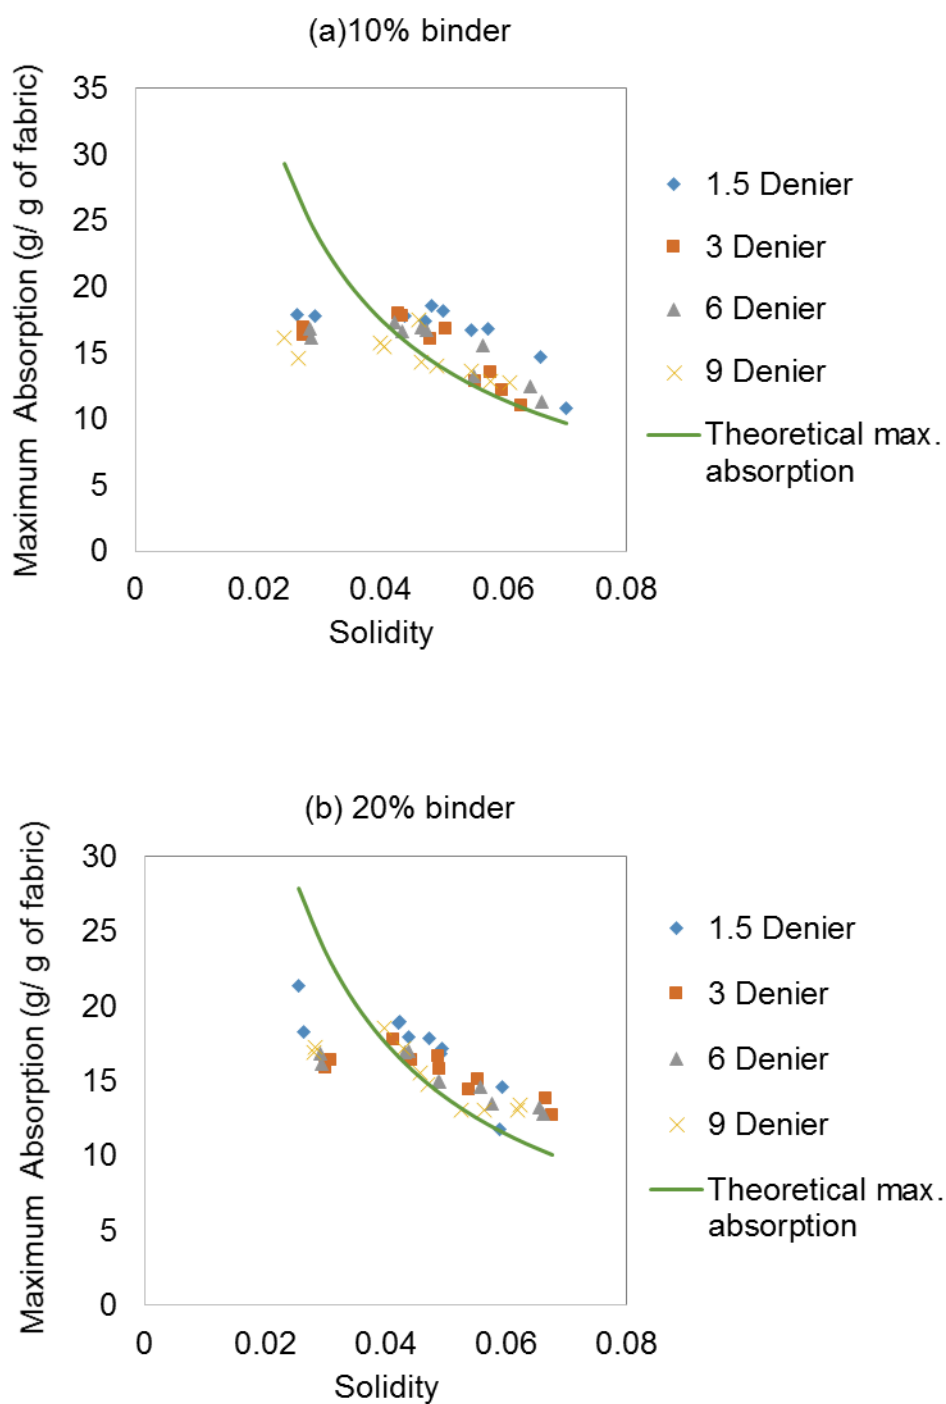 (a)10% binder
Maximum Absorption (g/ g of fabric)
35
30
25
20
15
10
5
0
0 0.02 0.04 0.06 0.08
Solidity
1.5 Denier
3 Denier
6 Denier
9 Denier
Theoretical max.
absorption
(b) 20% binder
Maximum Absorption (g/ g of fabric)
30
25
20
15
10
5
0
0 0.02 0.04 0.06 0.08
Solidity
1.5 Denier
3 Denier
6 Denier
9 Denier
Theoretical max.
absorption